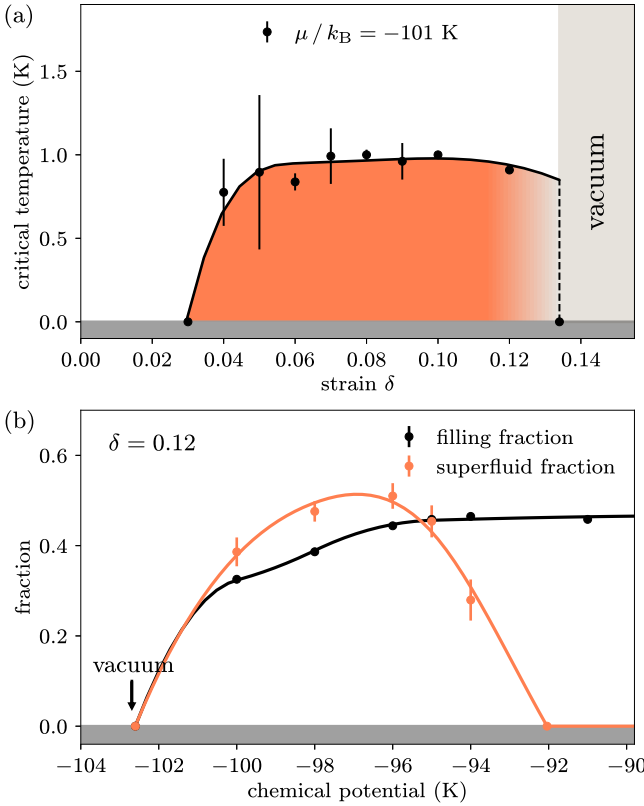 (a)
μ / k_B = −101 K
critical temperature (K)
1.5
1.0
0.5
0.0
vacuum
0.00 0.02 0.04 0.06 0.08 0.10 0.12 0.14
strain δ
(b)
δ = 0.12
filling fraction
superfluid fraction
fraction
0.6
0.4
0.2
0.0
vacuum
−104 −102 −100 −98 −96 −94 −92 −90
chemical potential (K)